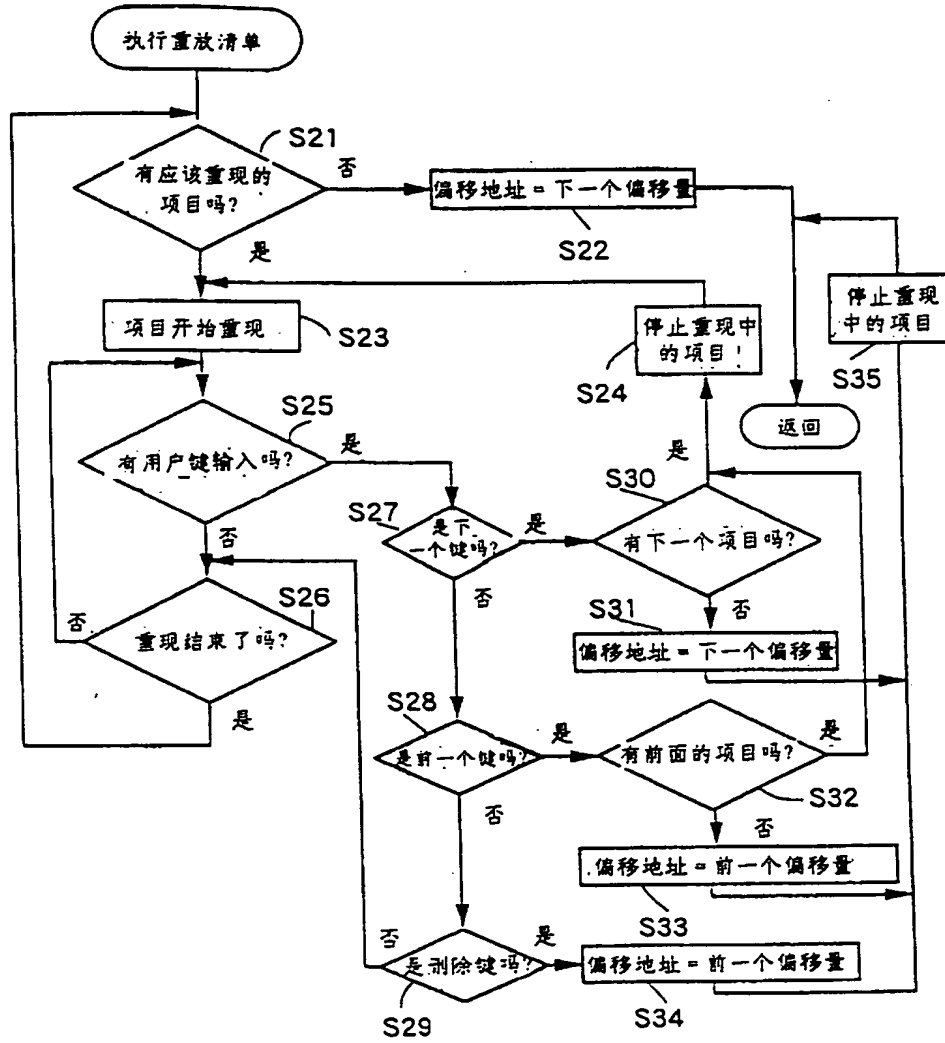 执行重放清单
S21
有应该重现的
项目吗?
否
偏移地址=下一个偏移量
S22
是
项目开始重现
S23
停止重现中
的项目!
S24
停止重现
中的项目
S35
返回
S25
有用户键输入吗?
是
否
S27
是下
一个键吗?
是
否
S30
有下一个项目吗?
是
否
S31
偏移地址=下一个偏移量
S26
重现结束了吗?
否
是
S28
是前一个键吗?
是
否
有前面的项目吗?
是
S32
否
偏移地址=前一个偏移量
S33
否
是删除键吗?
是
S29
偏移地址=前一个偏移量
S34